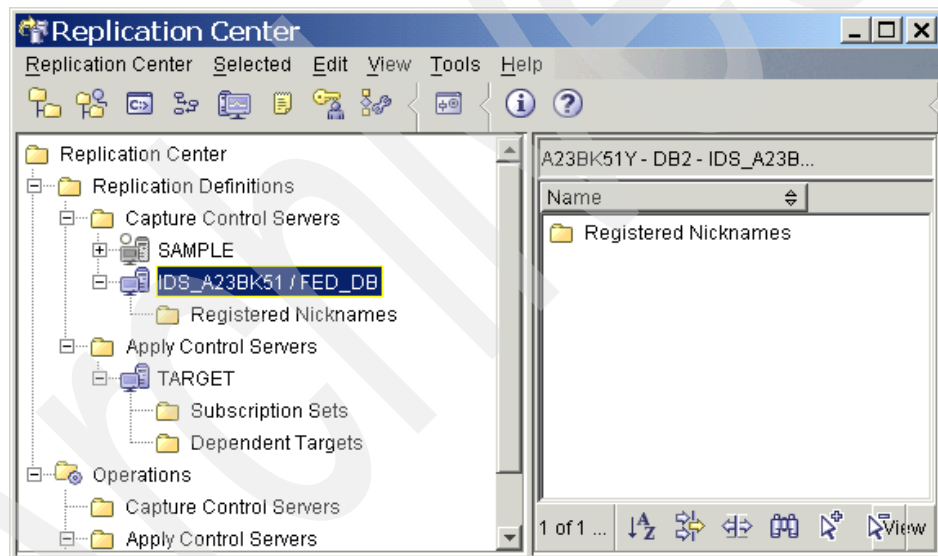 Replication Center
Replication Center Selected Edit View Tools Help
Replication Center
Replication Definitions
Capture Control Servers
SAMPLE
IDS_A23BK51 / FED_DB
Registered Nicknames
Apply Control Servers
TARGET
Subscription Sets
Dependent Targets
Operations
Capture Control Servers
Apply Control Servers
A23BK51Y - DB2 - IDS_A23B...
Name
Registered Nicknames
1 of 1 ... View